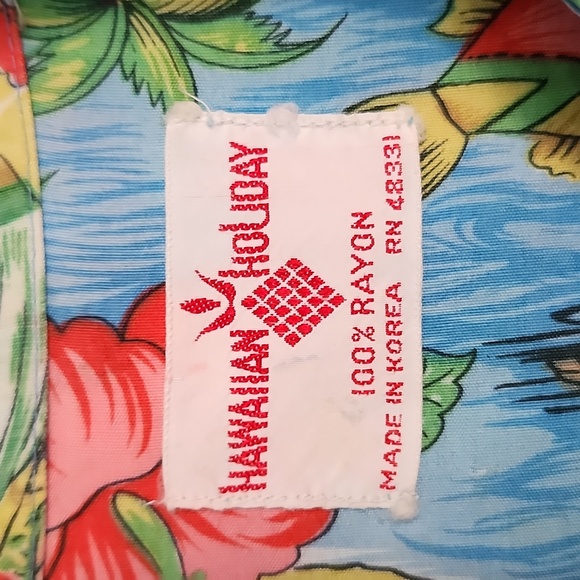 HAWAIIAN HOLIDAY
100% RAYON
MADE IN KOREA RN 48331